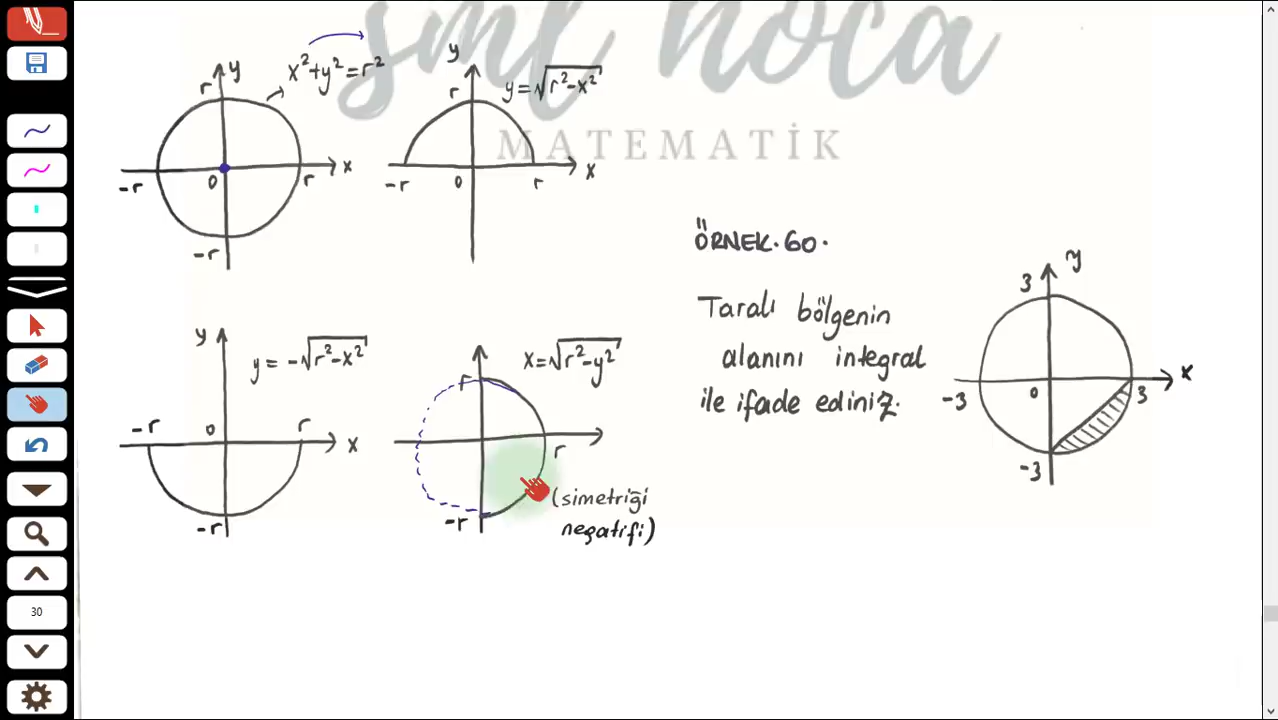 sml hoca
MATEMATİK
x²+y²=r²
r
y
-r
0
r
x
-r
y
r
y=√r²-x²
-r
0
r
x
y
y = -√r²-x²
-r
0
r
x
-r
x=√r²-y²
r
r
-r
(simetriği
negatifi)
ÖRNEK.60.
Taralı bölgenin
alanını integral
ile ifade ediniz.
y
3
x
-3
0
3
-3
30